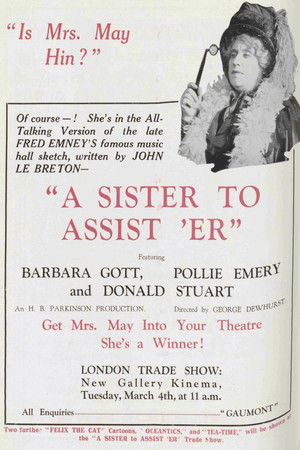 "Is Mrs. May
Hin?"
Of course—! She's in the All-
Talking Version of the late
FRED EMNEY'S famous music
hall sketch, written by JOHN
LE BRETON—
"A SISTER TO
ASSIST 'ER"
Featuring
BARBARA GOTT, POLLIE EMERY
and DONALD STUART
An H. B. PARKINSON PRODUCTION. Directed by GEORGE DEWHURST
Get Mrs. May Into Your Theatre
She's a Winner!
LONDON TRADE SHOW:
New Gallery Kinema,
Tuesday, March 4th, at 11 a.m.
All Enquiries "GAUMONT"
Two further "FELIX THE CAT" Cartoons, "OCEANTICS," and "TEA-TIME," will be shown at
the "A SISTER to ASSIST 'ER' Trade Show.